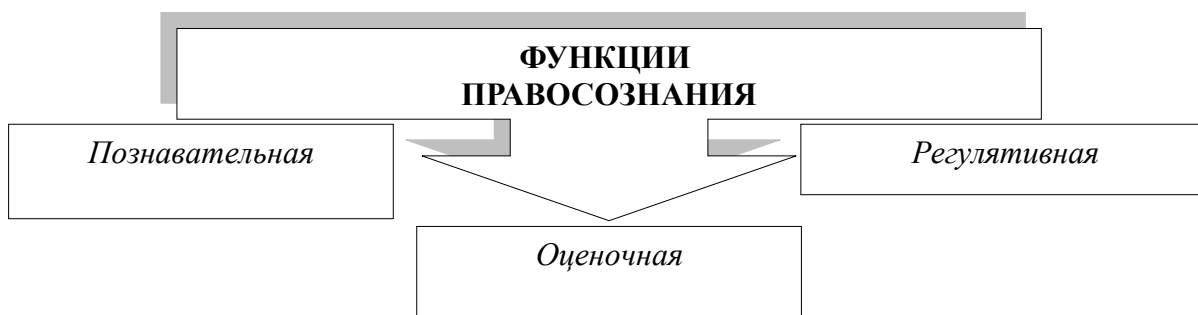 ФУНКЦИИ
ПРАВОСОЗНАНИЯ
Познавательная
Регулятивная
Оценочная